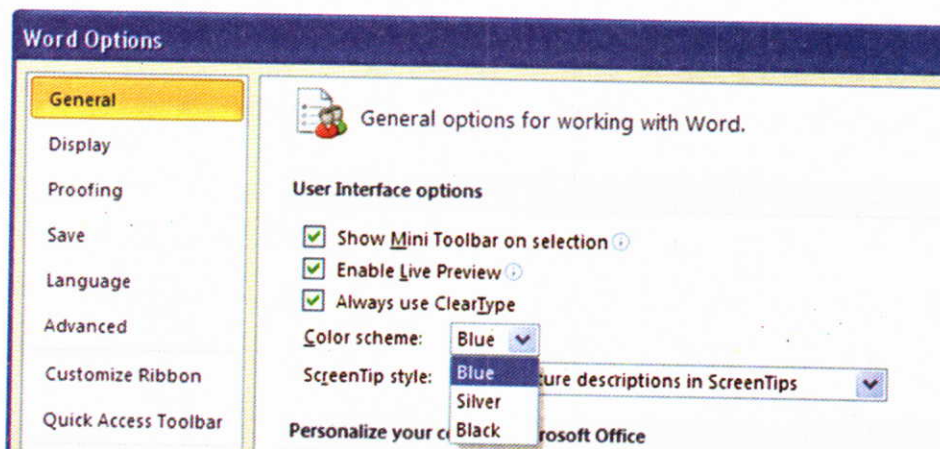 Word Options
General
Display
Proofing
Save
Language
Advanced
Customize Ribbon
Quick Access Toolbar
General options for working with Word.
User Interface options
Show Mini Toolbar on selection
Enable Live Preview
Always use ClearType
Color scheme: Blue
Blue
Silver
Black
ScreenTip style: ture descriptions in ScreenTips
Personalize your co rosoft Office